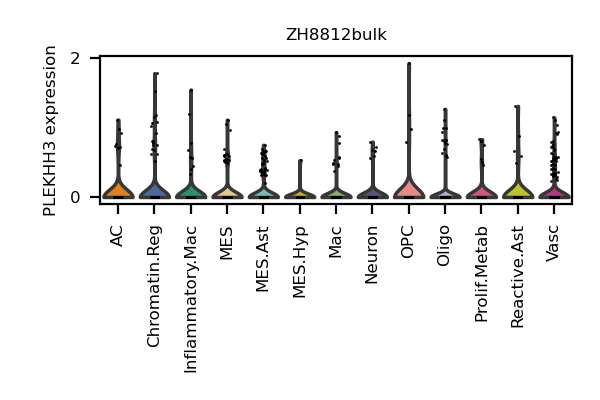 ZH8812bulk
PLEKHH3 expression
2
0
AC
Chromatin.Reg
Inflammatory.Mac
MES
MES.Ast
MES.Hyp
Mac
Neuron
OPC
Oligo
Prolif.Metab
Reactive.Ast
Vasc